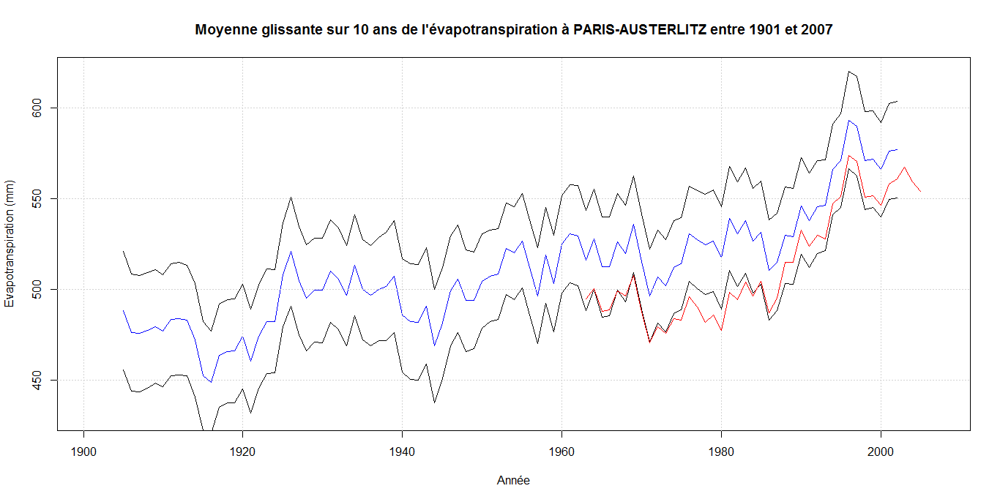 Moyenne glissante sur 10 ans de l'évapotranspiration à PARIS-AUSTERLITZ entre 1901 et 2007
Evapotranspiration (mm)
600
550
500
450
1900 1920 1940 1960 1980 2000
Année